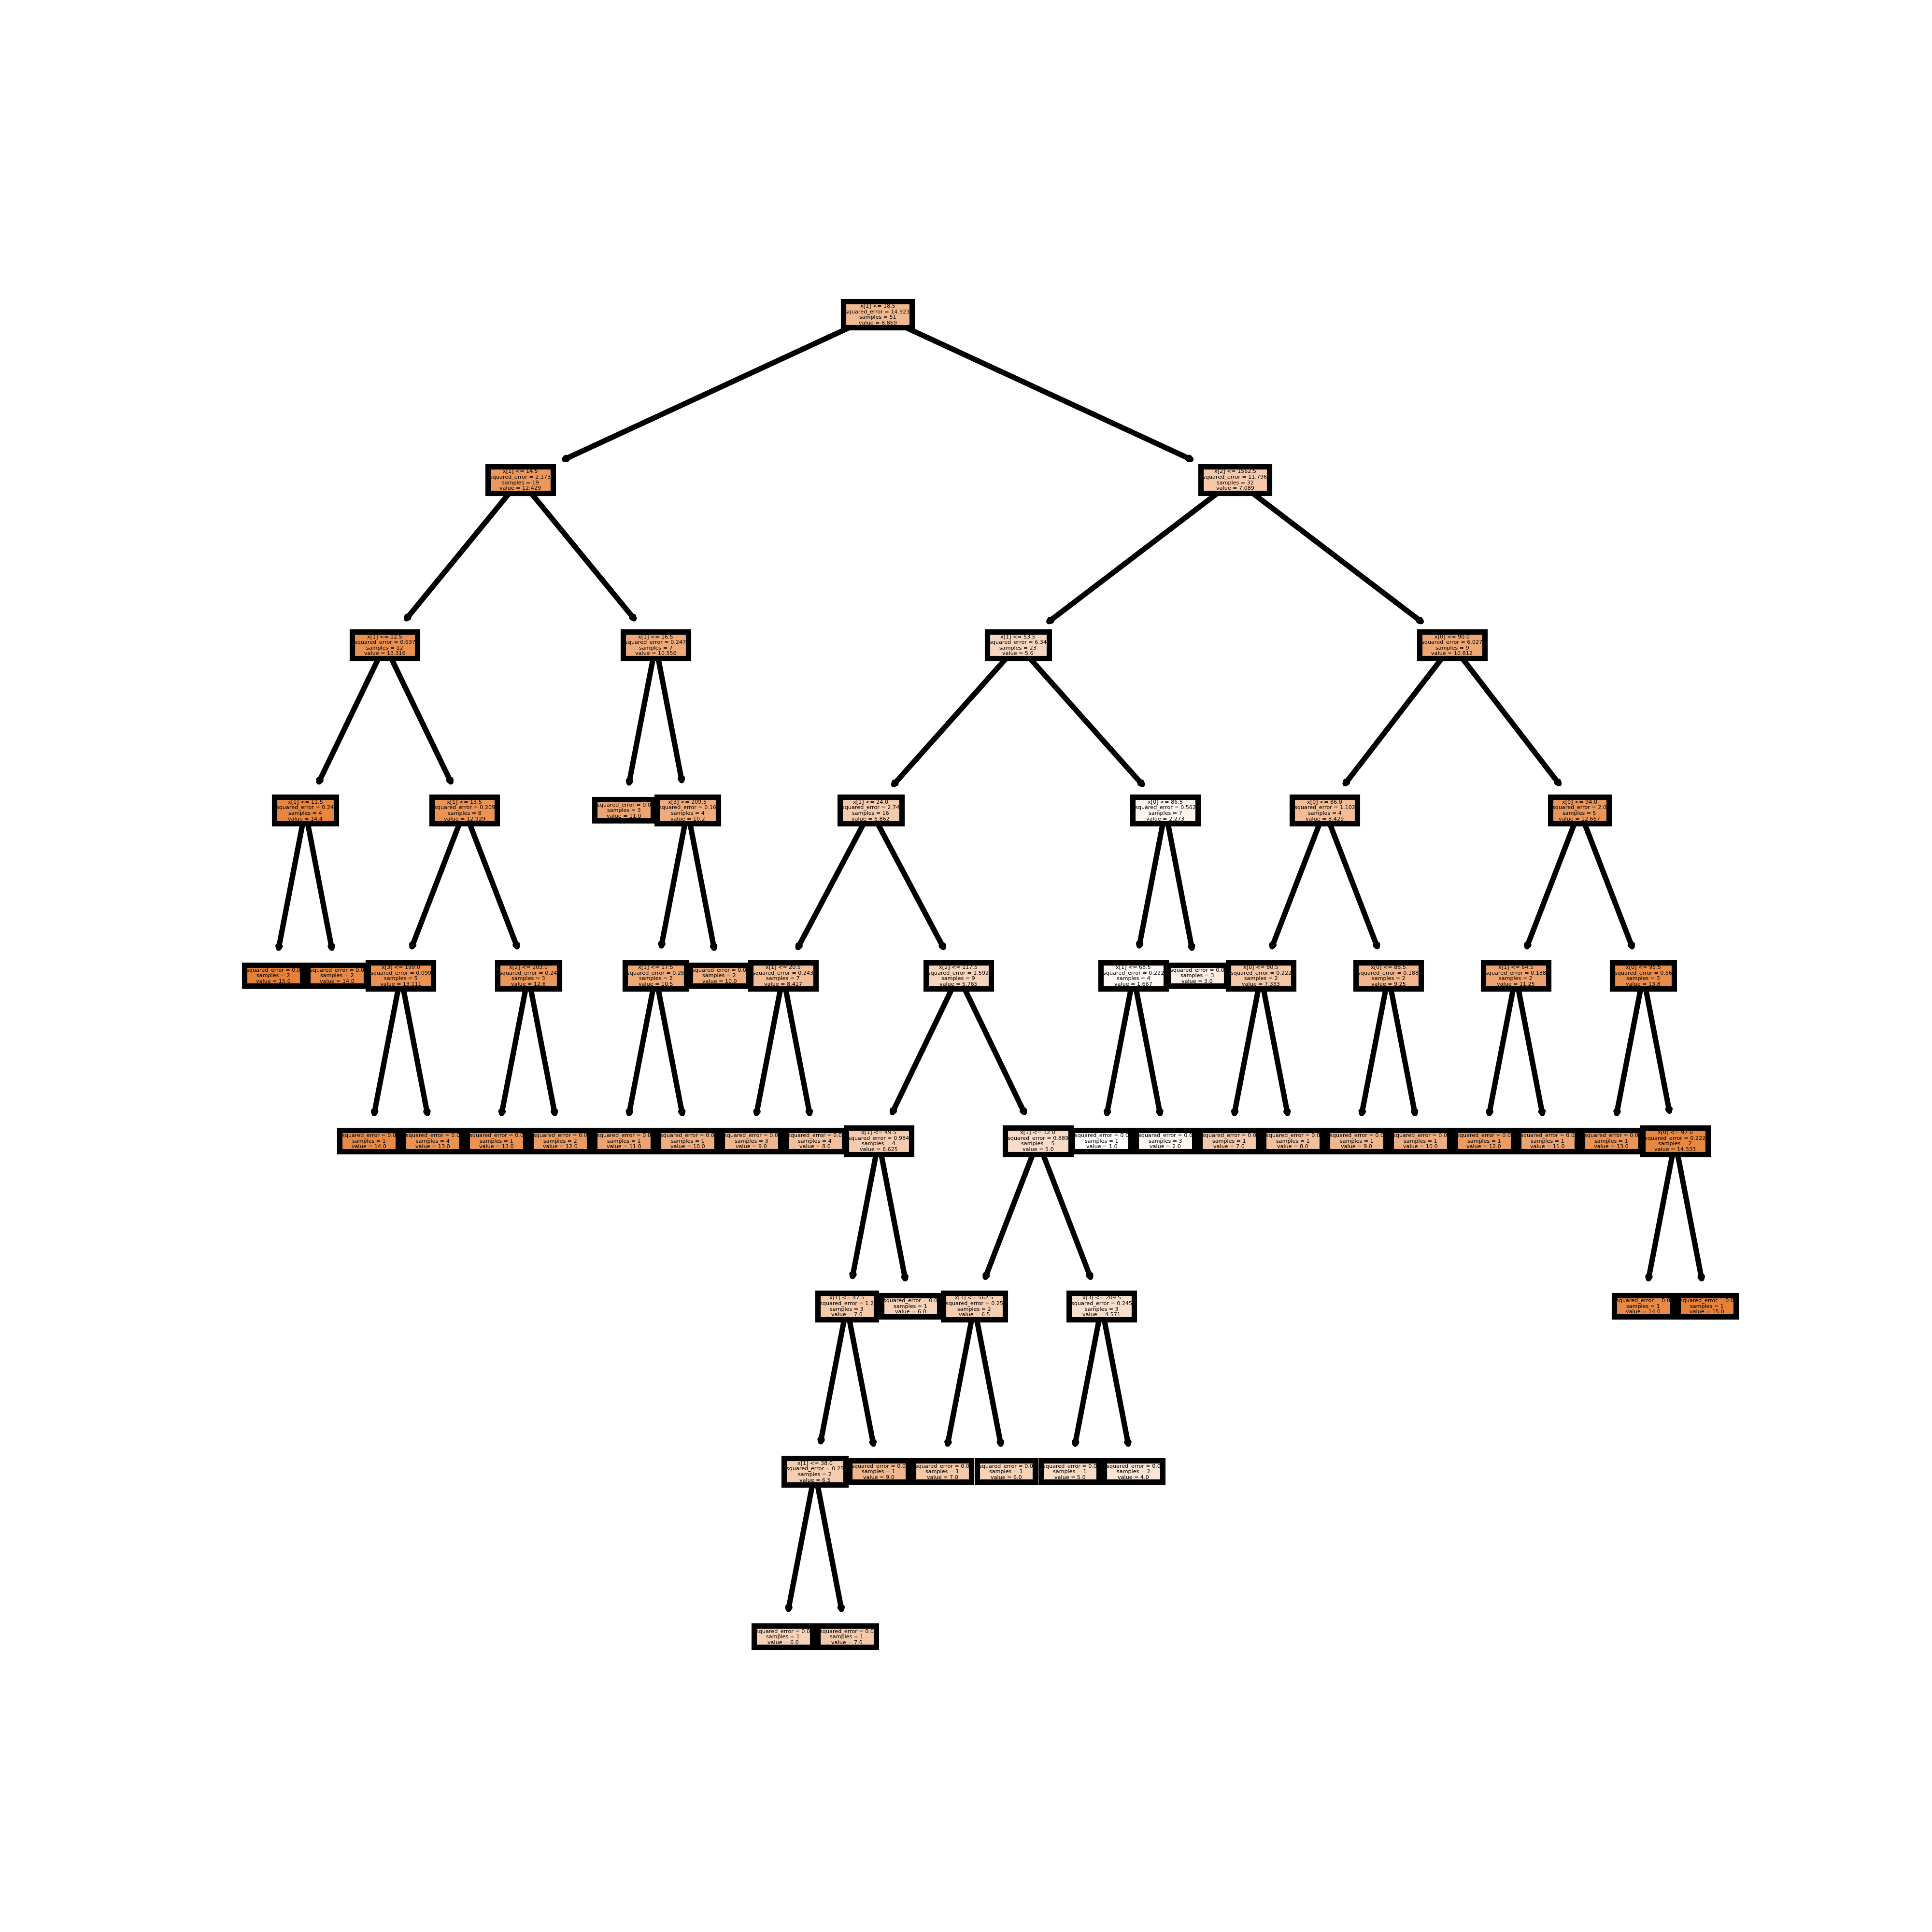 x[1] <= 18.5
squared_error = 14.923
samples = 51
value = 8.869
x[1] <= 14.5
squared_error = 2.173
samples = 19
value = 12.429
x[2] <= 1562.5
squared_error = 11.796
samples = 32
value = 7.089
x[1] <= 12.5
squared_error = 0.637
samples = 12
value = 13.316
x[1] <= 16.5
squared_error = 0.247
samples = 7
value = 10.556
x[1] <= 53.5
squared_error = 6.34
samples = 23
value = 5.6
x[0] <= 90.0
squared_error = 6.027
samples = 9
value = 10.812
x[1] <= 11.5
squared_error = 0.24
samples = 4
value = 14.4
x[1] <= 13.5
squared_error = 0.209
samples = 8
value = 12.929
squared_error = 0.0
samples = 3
value = 11.0
x[3] <= 209.5
squared_error = 0.16
samples = 4
value = 10.2
x[1] <= 24.0
squared_error = 2.74
samples = 16
value = 6.862
x[0] <= 86.5
squared_error = 0.562
samples = 7
value = 2.273
x[0] <= 86.0
squared_error = 1.102
samples = 4
value = 8.429
x[0] <= 94.0
squared_error = 2.0
samples = 5
value = 12.667
squared_error = 0.0
samples = 2
value = 15.0
squared_error = 0.0
samples = 2
value = 14.0
x[3] <= 199.0
squared_error = 0.099
samples = 5
value = 13.111
x[2] <= 203.0
squared_error = 0.24
samples = 3
value = 12.6
x[1] <= 17.5
squared_error = 0.25
samples = 2
value = 10.5
squared_error = 0.0
samples = 2
value = 10.0
x[1] <= 20.5
squared_error = 0.243
samples = 7
value = 8.417
x[2] <= 117.5
squared_error = 1.592
samples = 9
value = 5.765
x[1] <= 68.5
squared_error = 0.222
samples = 4
value = 1.667
squared_error = 0.0
samples = 3
value = 3.0
x[0] <= 80.5
squared_error = 0.222
samples = 2
value = 7.333
x[0] <= 88.5
squared_error = 0.188
samples = 2
value = 9.25
x[1] <= 64.5
squared_error = 0.188
samples = 2
value = 11.25
x[0] <= 95.5
squared_error = 0.56
samples = 3
value = 13.8
squared_error = 0.0
samples = 1
value = 14.0
squared_error = 0.0
samples = 4
value = 13.0
squared_error = 0.0
samples = 1
value = 13.0
squared_error = 0.0
samples = 2
value = 12.0
squared_error = 0.0
samples = 1
value = 11.0
squared_error = 0.0
samples = 1
value = 10.0
squared_error = 0.0
samples = 3
value = 9.0
squared_error = 0.0
samples = 4
value = 8.0
x[1] <= 49.5
squared_error = 0.984
samples = 4
value = 6.625
x[1] <= 32.0
squared_error = 0.889
samples = 5
value = 5.0
squared_error = 0.0
samples = 1
value = 1.0
squared_error = 0.0
samples = 3
value = 2.0
squared_error = 0.0
samples = 1
value = 7.0
squared_error = 0.0
samples = 1
value = 8.0
squared_error = 0.0
samples = 1
value = 9.0
squared_error = 0.0
samples = 1
value = 10.0
squared_error = 0.0
samples = 1
value = 12.0
squared_error = 0.0
samples = 1
value = 11.0
squared_error = 0.0
samples = 1
value = 13.0
x[0] <= 97.0
squared_error = 0.222
samples = 2
value = 14.333
x[1] <= 47.5
squared_error = 1.2
samples = 3
value = 7.0
squared_error = 0.0
samples = 1
value = 6.0
x[3] <= 562.5
squared_error = 0.25
samples = 2
value = 6.5
x[3] <= 209.5
squared_error = 0.245
samples = 3
value = 4.571
squared_error = 0.0
samples = 1
value = 14.0
squared_error = 0.0
samples = 1
value = 15.0
x[1] <= 38.0
squared_error = 0.25
samples = 2
value = 6.5
squared_error = 0.0
samples = 1
value = 9.0
squared_error = 0.0
samples = 1
value = 7.0
squared_error = 0.0
samples = 1
value = 6.0
squared_error = 0.0
samples = 1
value = 5.0
squared_error = 0.0
samples = 2
value = 4.0
squared_error = 0.0
samples = 1
value = 6.0
squared_error = 0.0
samples = 1
value = 7.0